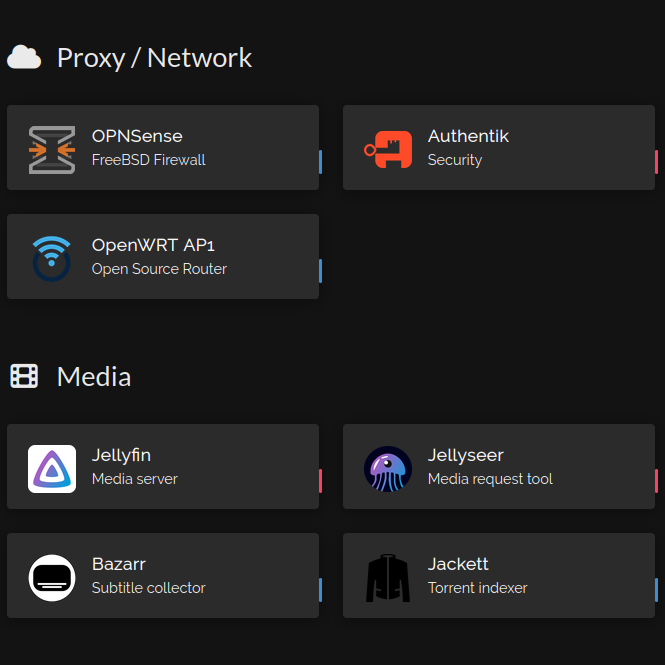 Proxy / Network
OPNSense
FreeBSD Firewall
Authentik
Security
OpenWRT AP1
Open Source Router
Media
Jellyfin
Media server
Jellyseer
Media request tool
Bazarr
Subtitle collector
Jackett
Torrent indexer